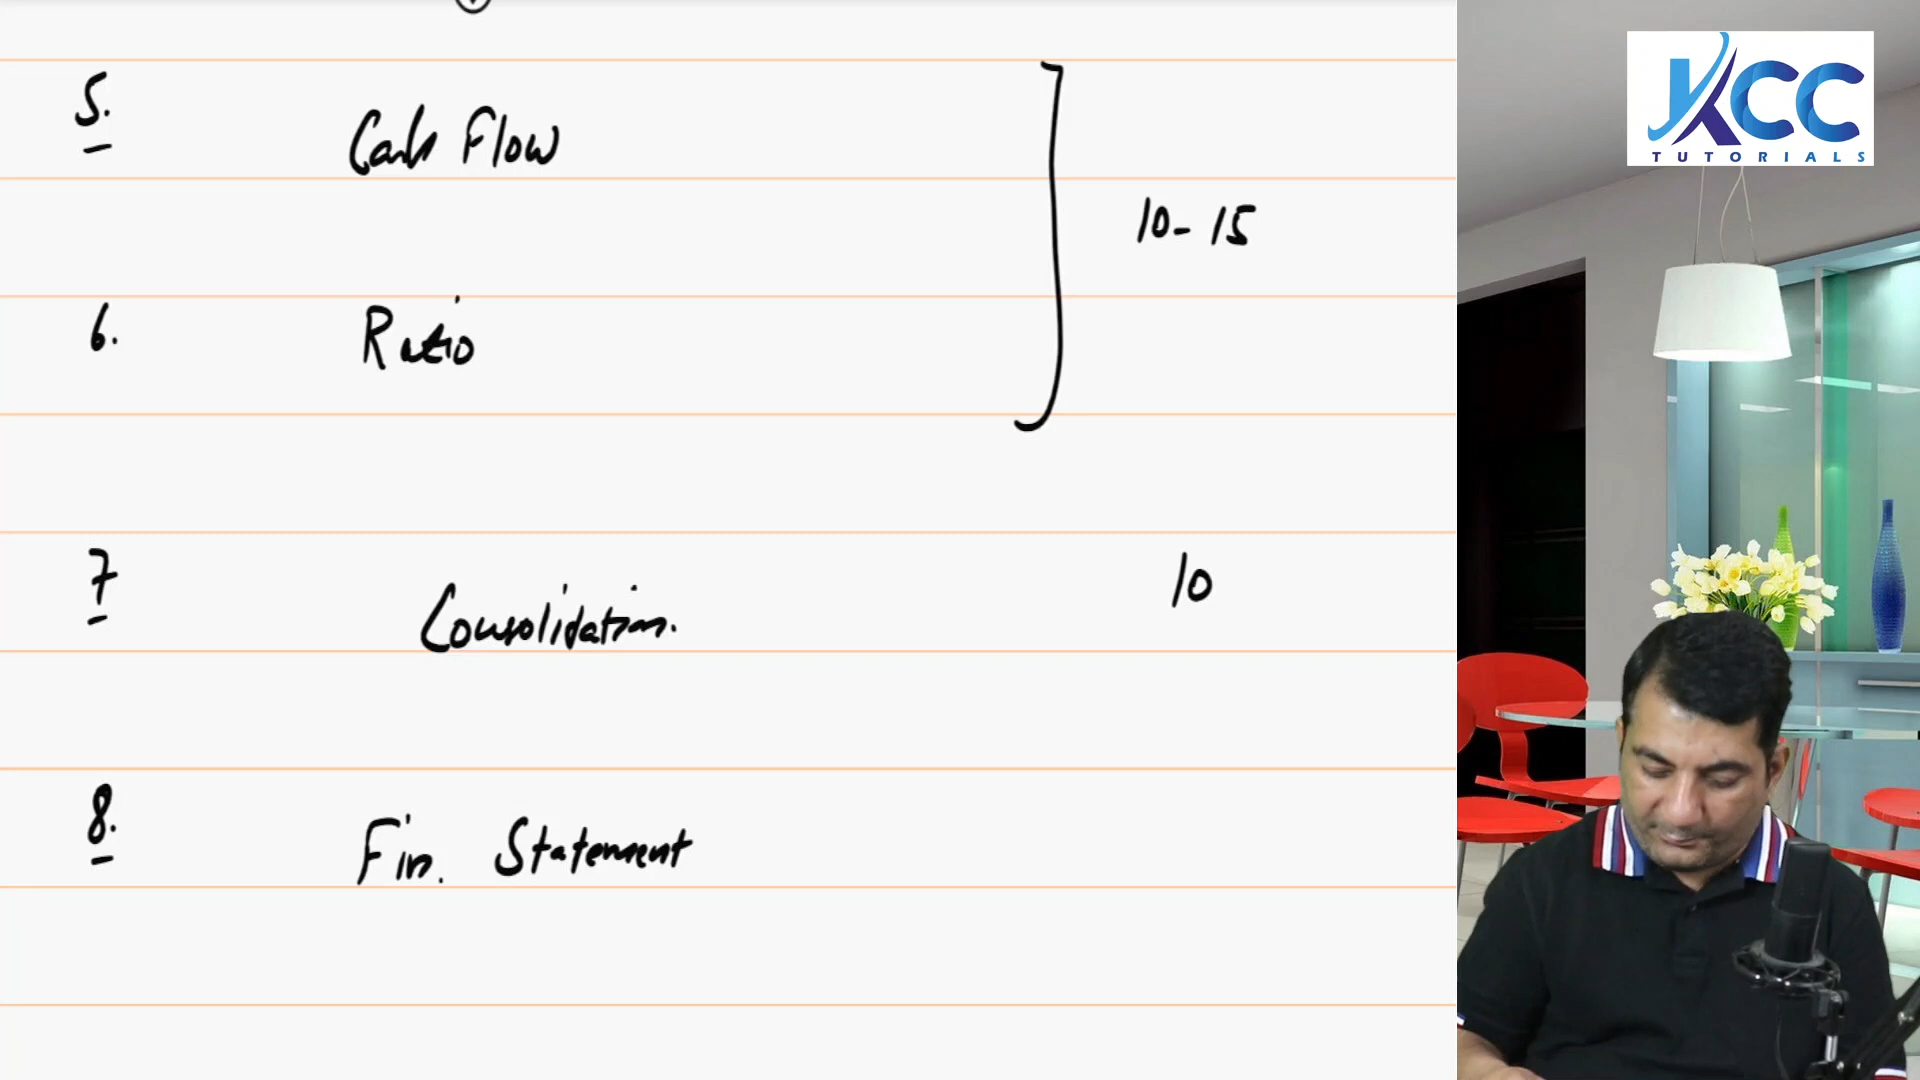 KCC
TUTORIALS
5. Cash Flow
10-15
6. Ratio
7 Consolidation. 10
8. Fin. Statement